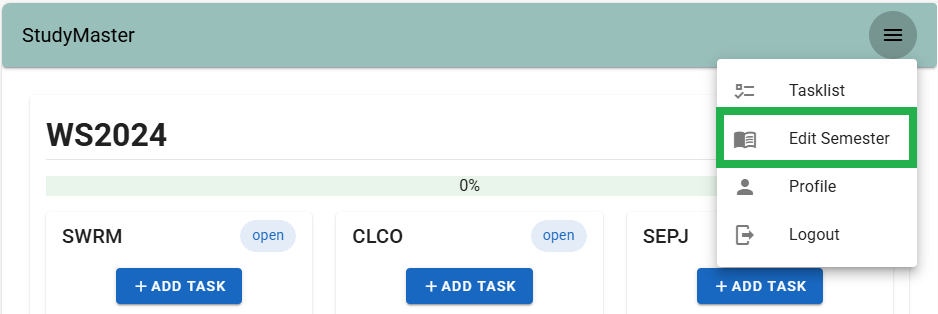 StudyMaster
Tasklist
Edit Semester
Profile
Logout
WS2024
0%
SWRM
open
CLCO
open
SEPJ
+ ADD TASK
+ ADD TASK
+ ADD TASK